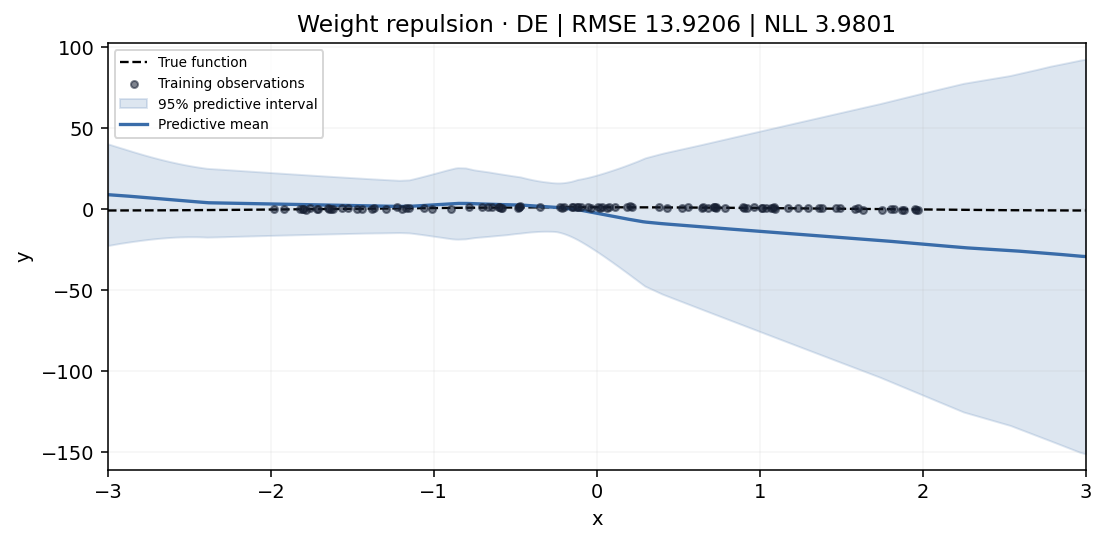 Weight repulsion · DE | RMSE 13.9206 | NLL 3.9801
True function
Training observations
95% predictive interval
Predictive mean
100
50
0
−50
−100
−150
y
−3
−2
−1
0
1
2
3
x